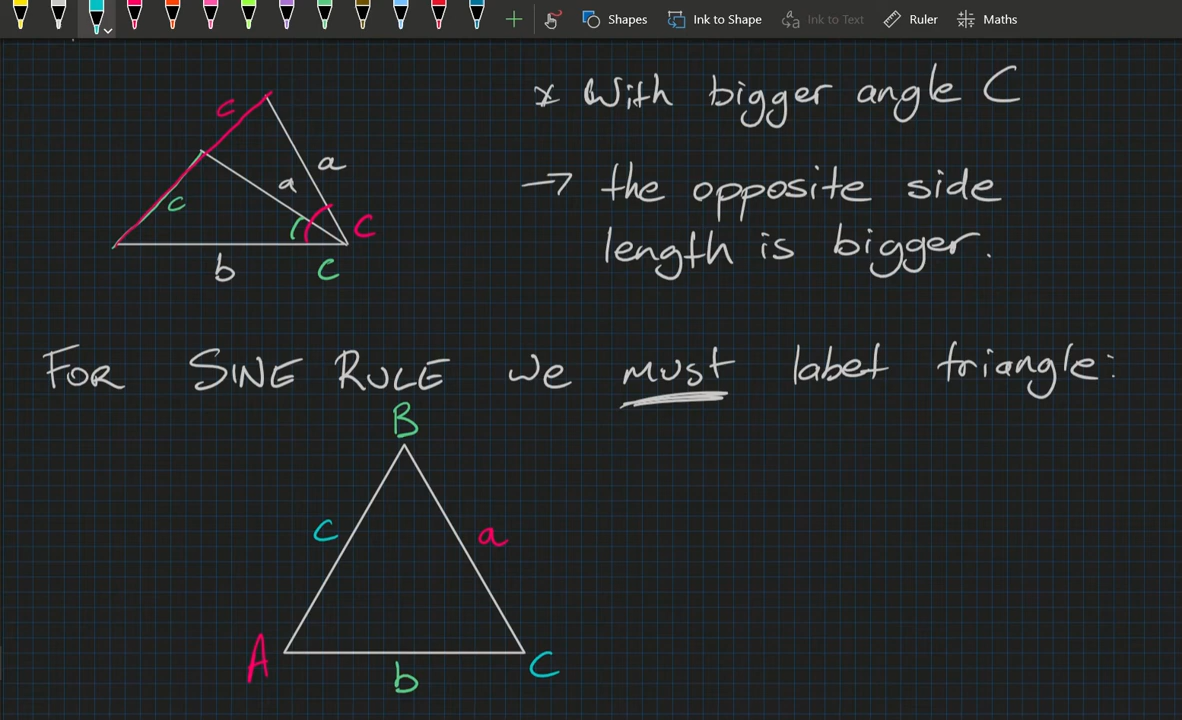 Shapes Ink to Shape Ink to Text Ruler Maths
c
a
a
c
C
b
C
* With bigger angle C
→ the opposite side
length is bigger.
FOR SINE RULE we must label triangle:
B
c
a
A
b
C